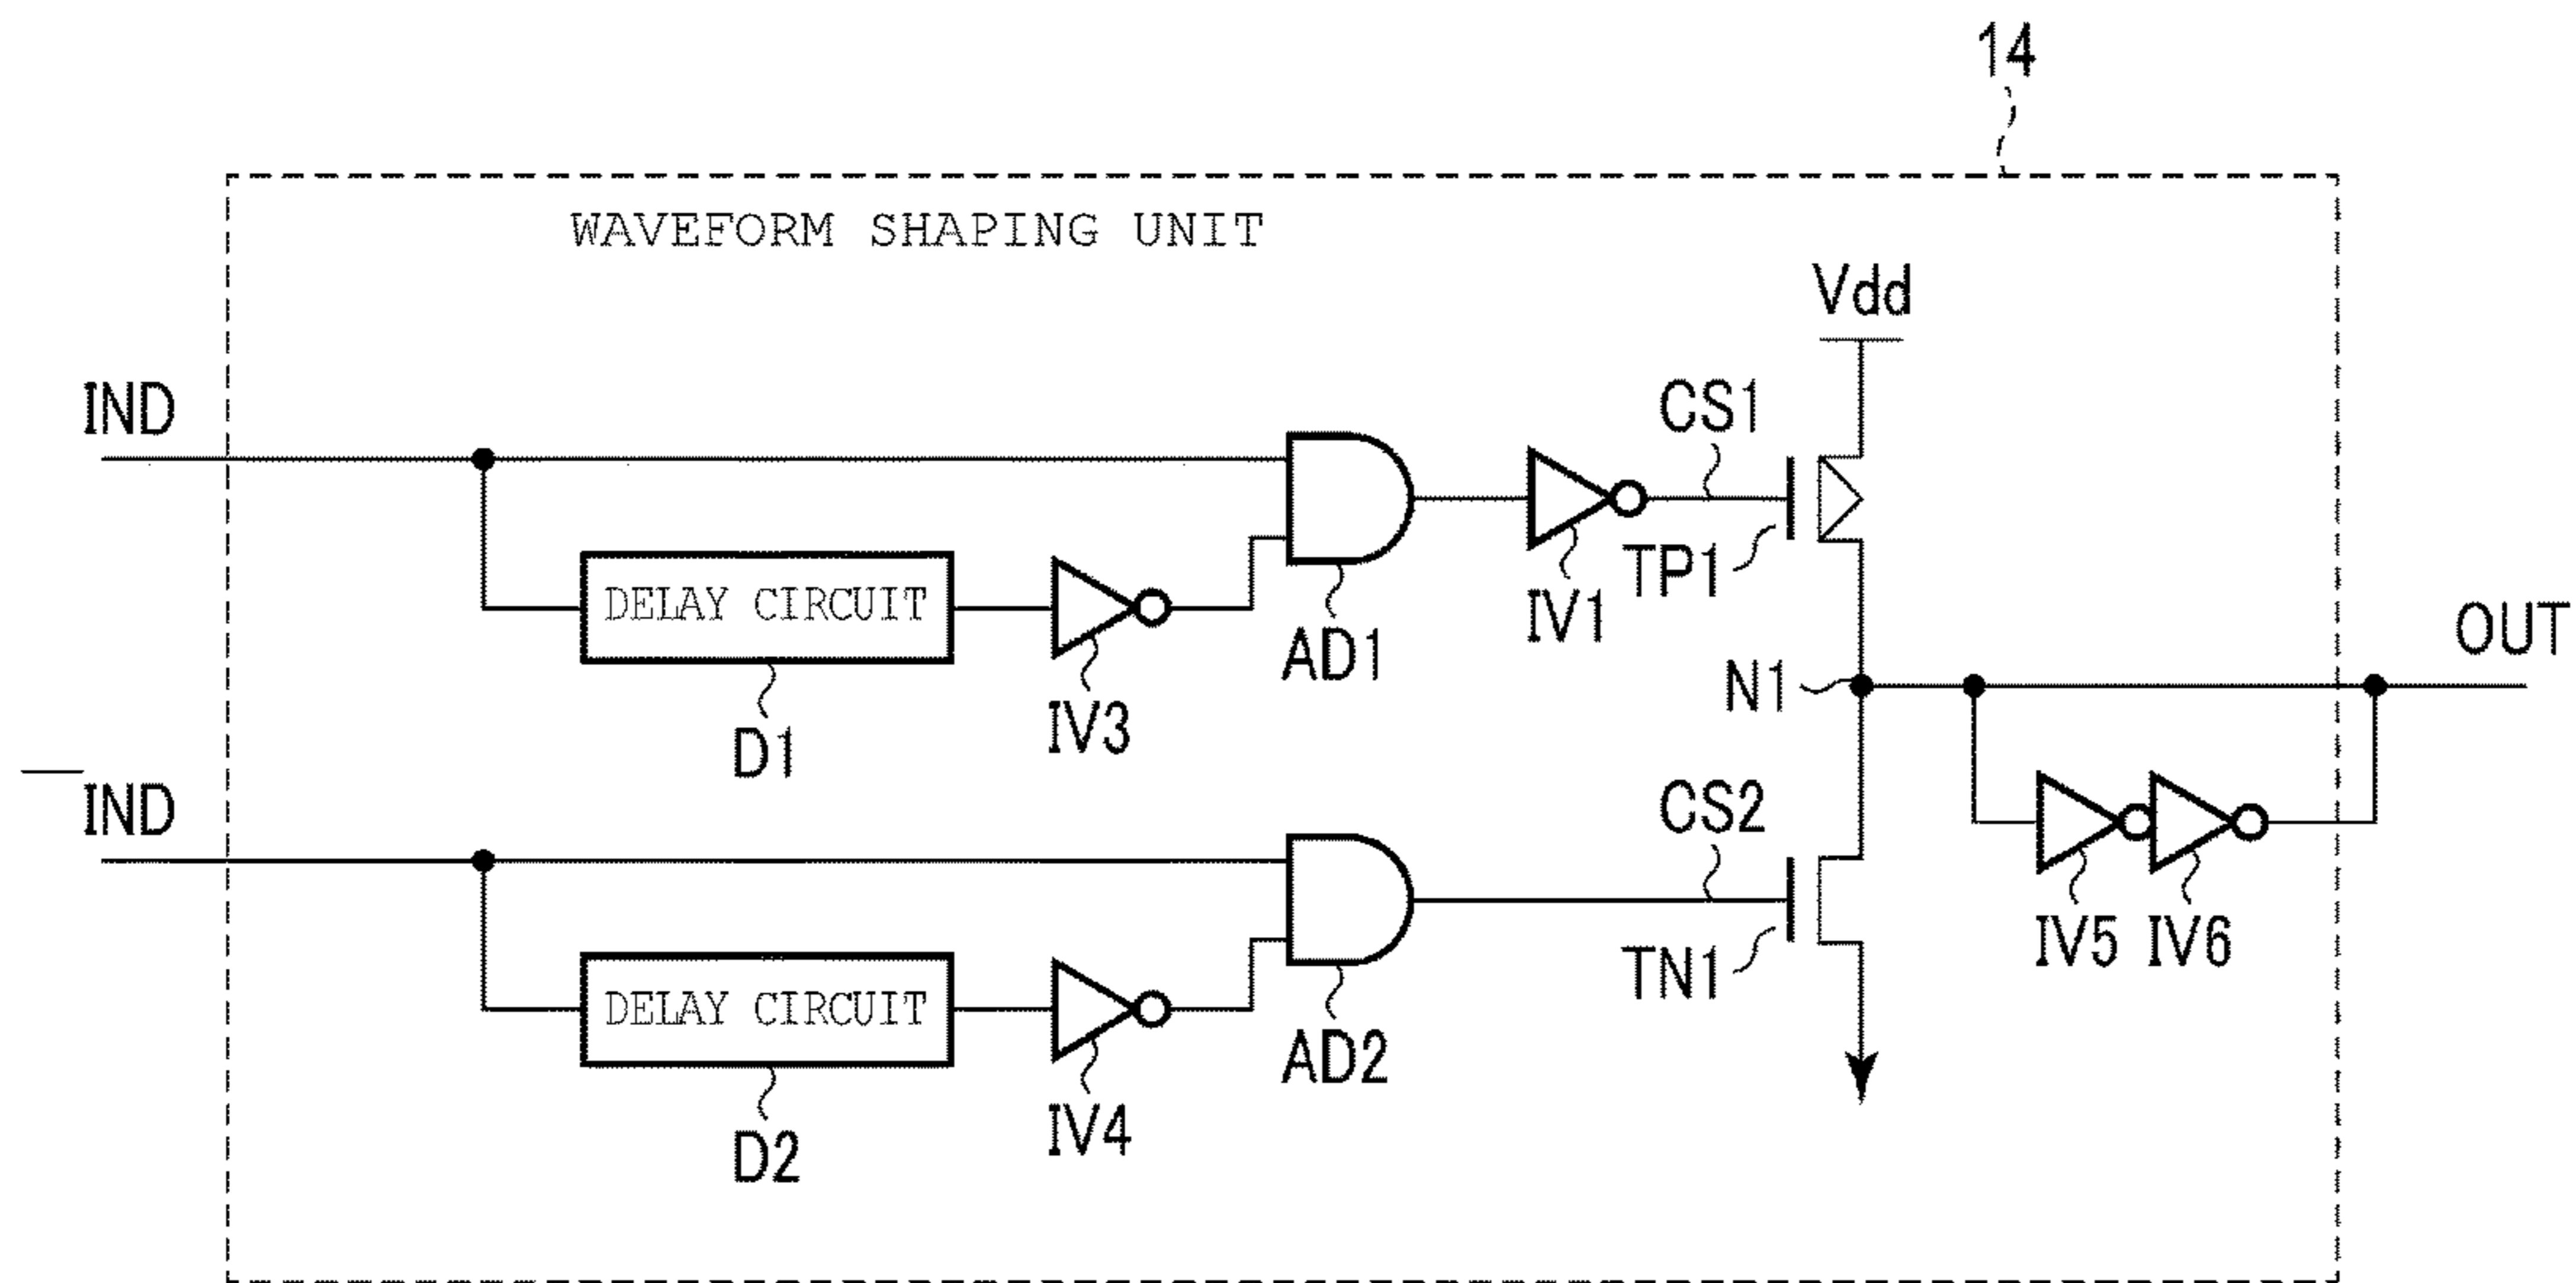 14
WAVEFORM SHAPING UNIT
Vdd
IND
CS1
DELAY CIRCUIT
TP1
IV1
AD1
OUT
N1
IV3
D1
IND
CS2
DELAY CIRCUIT
TN1
IV5 IV6
AD2
IV4
D2